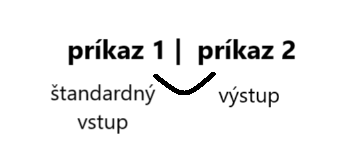 príkaz 1 | príkaz 2
štandardný výstup
vstup